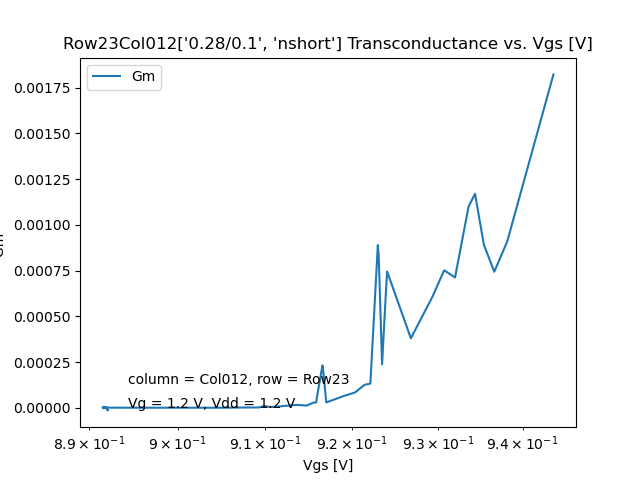 Row23Col012['0.28/0.1', 'nshort'] Transconductance vs. Vgs [V]
Gm
0.00175
0.00150
0.00125
0.00100
0.00075
0.00050
0.00025
0.00000
Gm
column = Col012, row = Row23
Vg = 1.2 V, Vdd = 1.2 V
8.9 × 10⁻¹ 9 × 10⁻¹ 9.1 × 10⁻¹ 9.2 × 10⁻¹ 9.3 × 10⁻¹ 9.4 × 10⁻¹
Vgs [V]